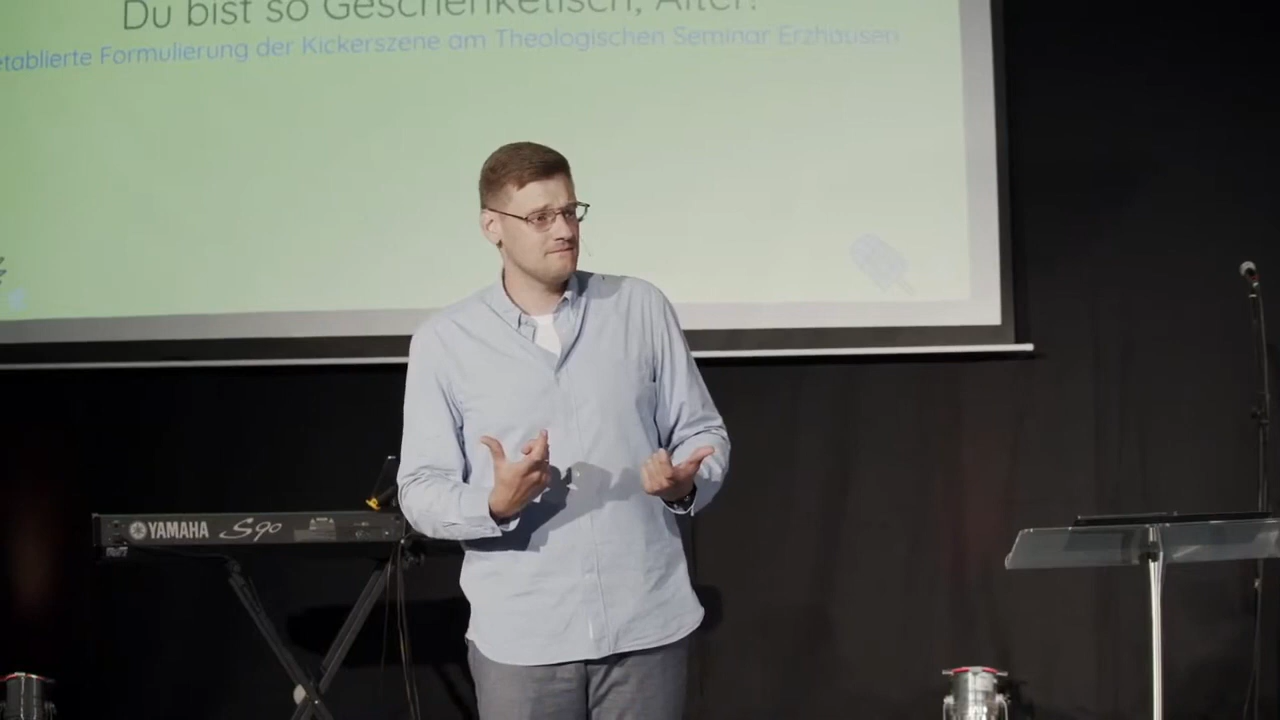 Du bist so Geschenketisch, Alter!
etablierte Formulierung der Kickerszene am Theologischen Seminar Erzhausen
YAMAHA S90